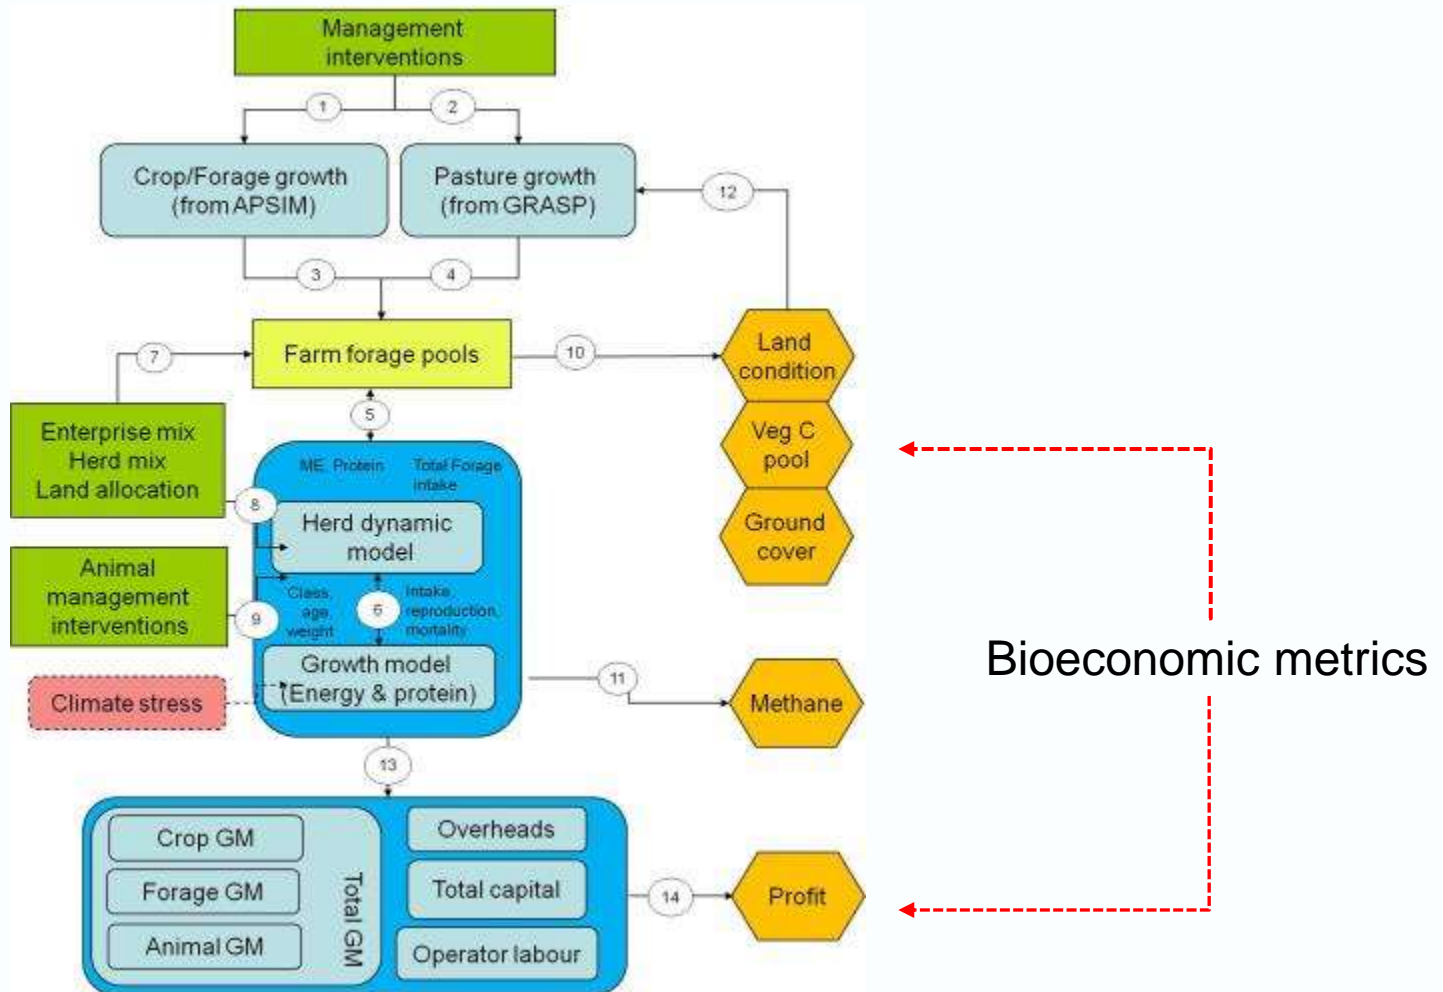 Management
interventions
1
2
Crop/Forage growth
(from APSIM)
Pasture growth
(from GRASP)
12
3
4
Farm forage pools
7
10
Land
condition
5
Enterprise mix
Herd mix
Land allocation
ME, Protein
Total Forage
intake
Veg C
pool
8
Herd dynamic
model
Ground
cover
Animal
management
interventions
9
Class,
age,
weight
6
Intake,
reproduction,
mortality
Growth model
(Energy & protein)
Climate stress
11
Methane
Bioeconomic metrics
13
Crop GM
Forage GM
Animal GM
Total GM
Overheads
Total capital
Operator labour
14
Profit